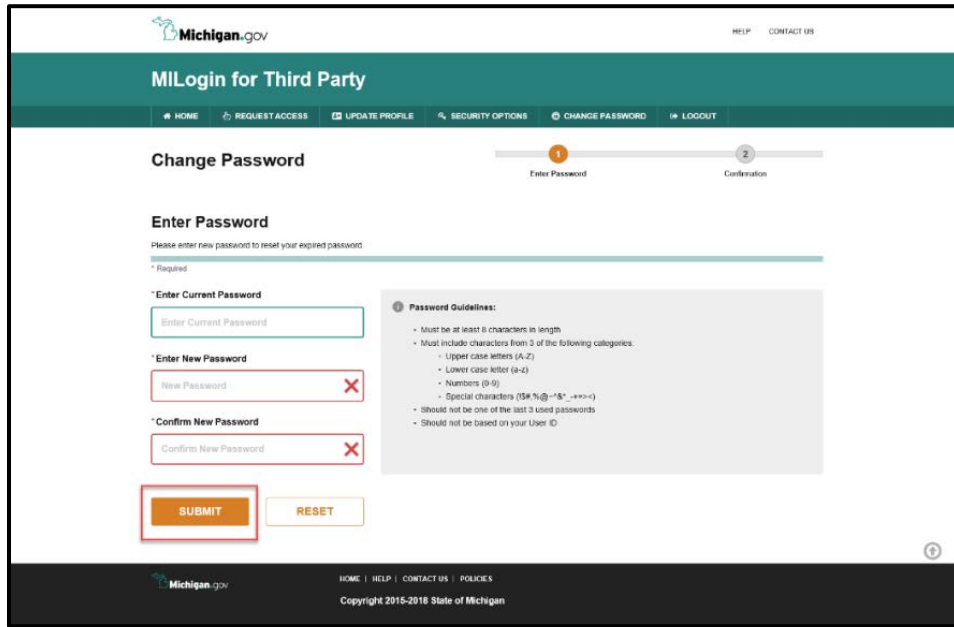 Michigan.gov
HELP CONTACT US
MILogin for Third Party
HOME REQUEST ACCESS UPDATE PROFILE SECURITY OPTIONS CHANGE PASSWORD LOGOUT
Change Password
1
Enter Password
2
Confirmation
Enter Password
Please enter new password to reset your expired password
* Required
*Enter Current Password
Enter Current Password
*Enter New Password
New Password
*Confirm New Password
Confirm New Password
Password Guidelines:
• Must be at least 8 characters in length
• Must include characters from 3 of the following categories:
• Upper case letters (A-Z)
• Lower case letter (a-z)
• Numbers (0-9)
• Special characters
• Should not be one of the last 3 used passwords
• Should not be based on your User ID
SUBMIT RESET
Michigan.gov
HOME | HELP | CONTACT US | POLICIES
Copyright 2015-2018 State of Michigan